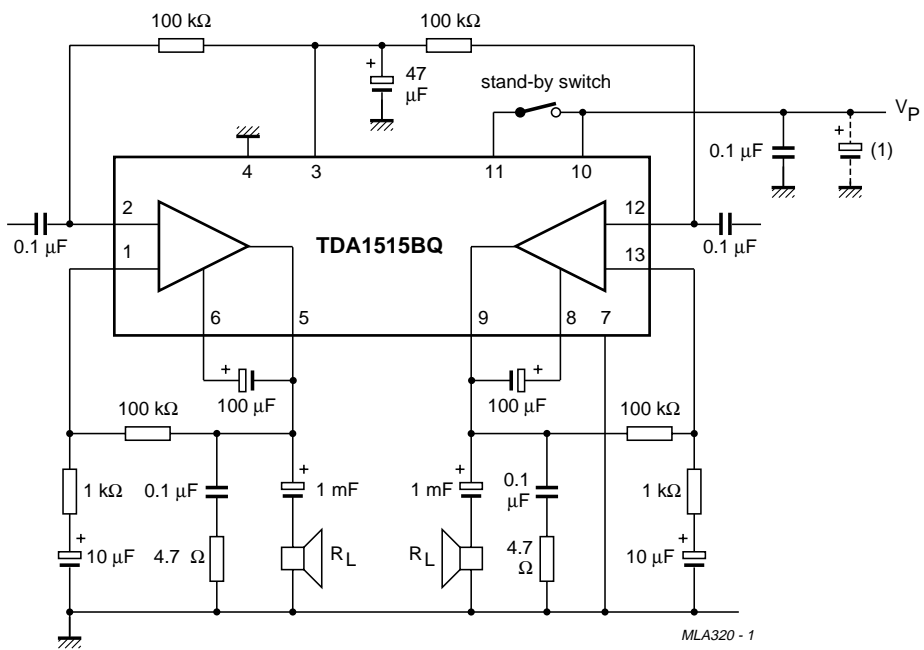 100 kΩ
100 kΩ
+
47
μF
stand-by switch
VP
+
0.1 μF
(1)
4
3
11
10
2
12
TDA1515BQ
0.1 μF
0.1 μF
1
13
6
5
9
8
7
+
+
100 μF
100 μF
100 kΩ
100 kΩ
+
+
1 kΩ
0.1 μF
1 mF
1 mF
0.1
μF
1 kΩ
+
+
10 μF
4.7 Ω
RL
RL
4.7
Ω
10 μF
MLA320 - 1